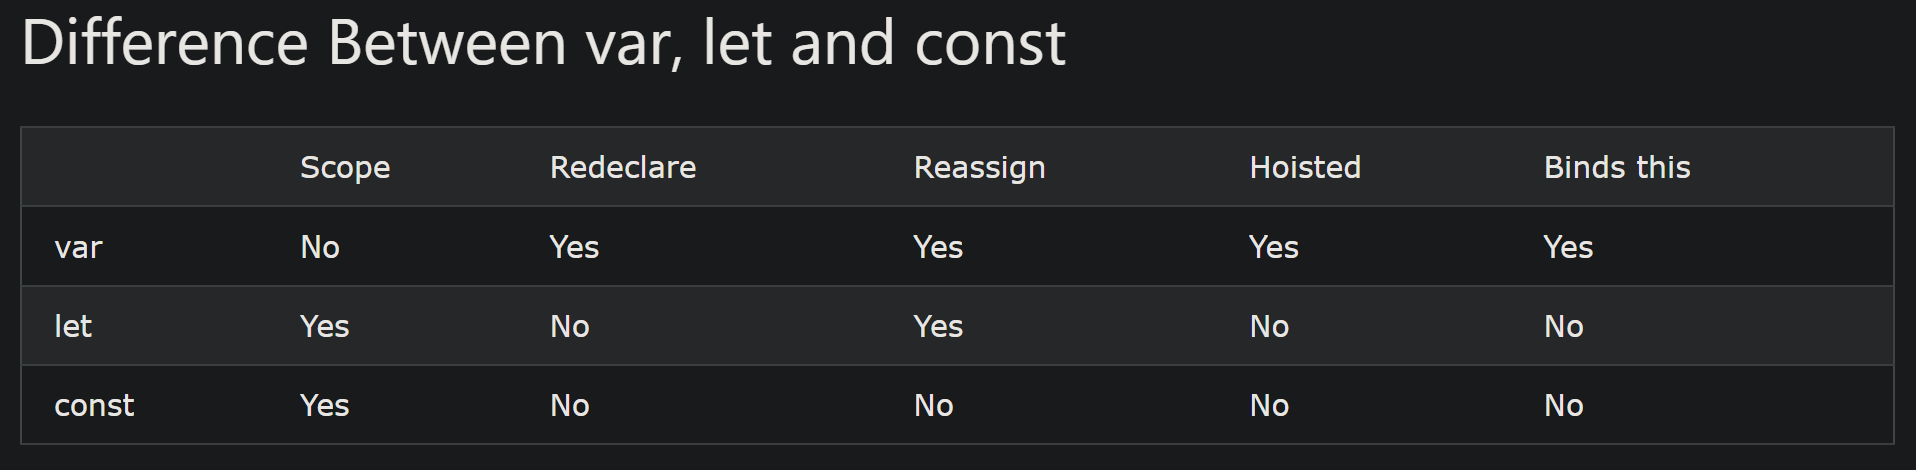 Difference Between var, let and const
Scope Redeclare Reassign Hoisted Binds this
var No Yes Yes Yes Yes
let Yes No Yes No No
const Yes No No No No